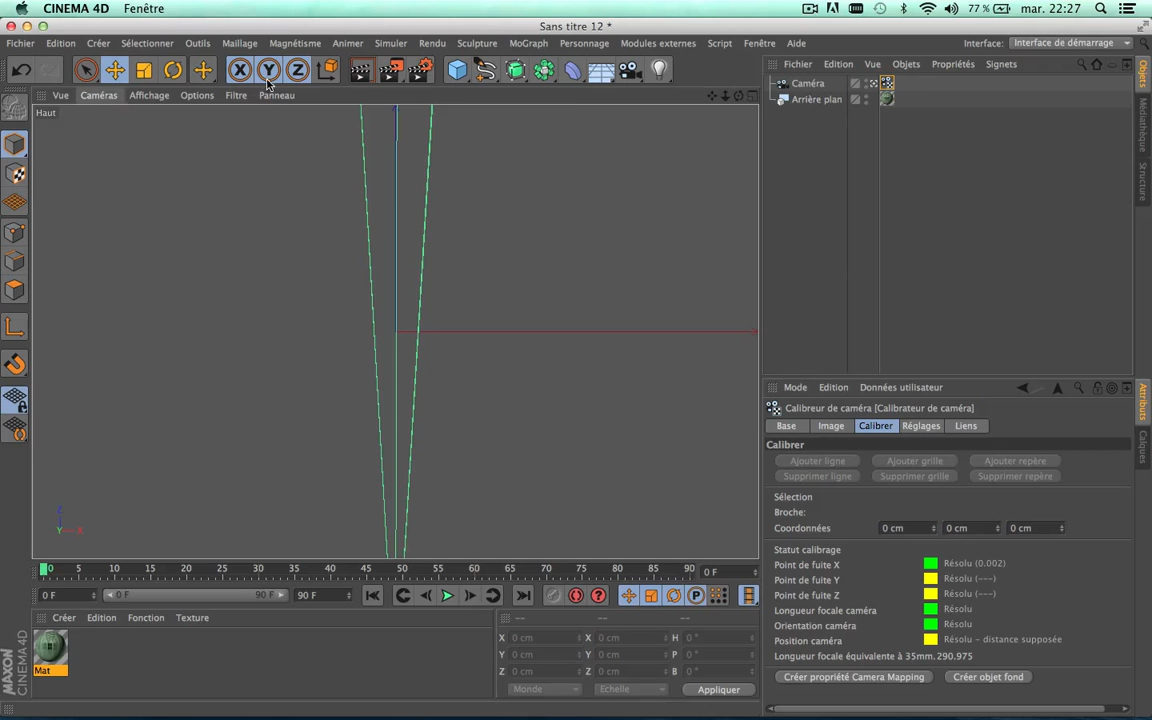 CINEMA 4D Fenêtre 77 % mar. 22:27
Sans titre 12 *
Fichier Edition Créer Sélectionner Outils Maillage Magnétisme Animer Simuler Rendu Sculpture MoGraph Personnage Modules externes Script Fenêtre Aide Interface: Interface de démarrage
X Y Z
Fichier Edition Vue Objets Propriétés Signets
Vue Caméras Affichage Options Filtre Panneau
Caméra
Arrière plan
Objets
Médiathèque
Structure
Haut
Z
Y X
Mode Edition Données utilisateur
Calibreur de caméra [Calibrateur de caméra]
Base Image Calibrer Réglages Liens
Calibrer
Ajouter ligne Ajouter grille Ajouter repère
Supprimer ligne Supprimer grille Supprimer repère
Sélection
Broche:
Coordonnées 0 cm 0 cm 0 cm
Statut calibrage
Point de fuite X Résolu (0.002)
Point de fuite Y Résolu (---)
Point de fuite Z Résolu (---)
Longueur focale caméra Résolu
Orientation caméra Résolu
Position caméra Résolu - distance supposée
Longueur focale équivalente à 35mm. 290.975
Créer propriété Camera Mapping Créer objet fond
Attributs
Calques
0 5 10 15 20 25 30 35 40 45 50 55 60 65 70 75 80 85 90 0 F
0 F 0 F 90 F 90 F
P
Créer Edition Fonction Texture
Mat
-- -- --
X 0 cm X 0 cm H 0 °
Y 0 cm Y 0 cm P 0 °
Z 0 cm Z 0 cm B 0 °
Monde Echelle Appliquer
MAXON CINEMA 4D